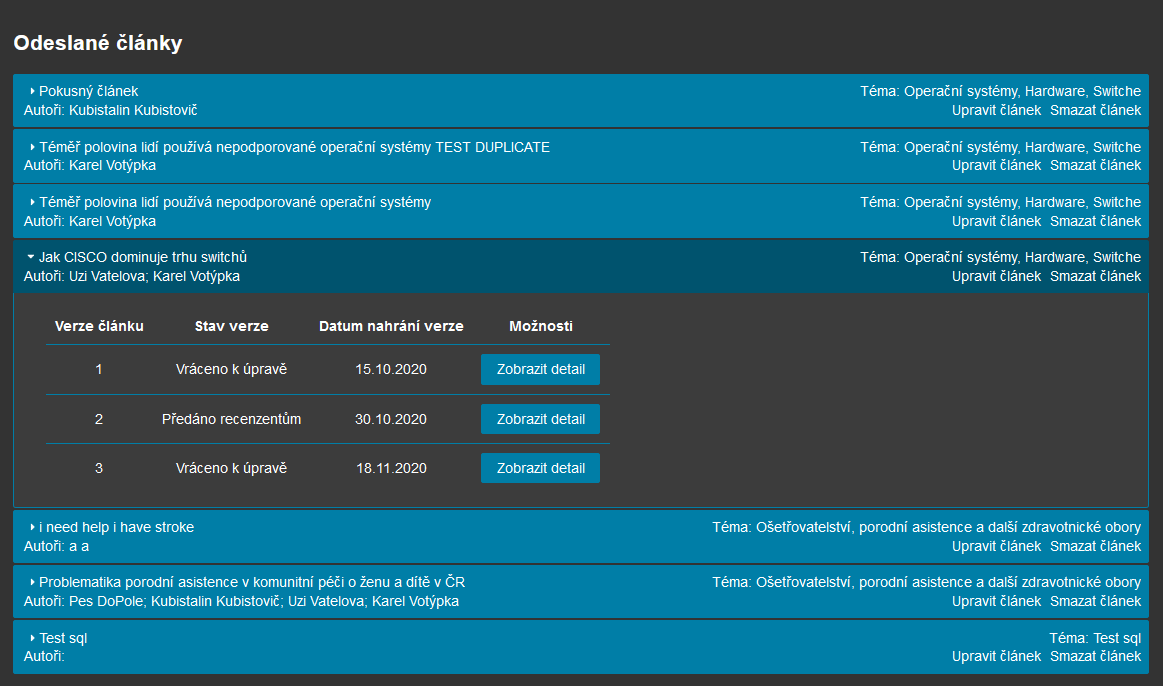 Odeslané články
Pokusný článek Téma: Operační systémy, Hardware, Switche
Autoři: Kubistalin Kubistovič Upravit článek Smazat článek
Téměř polovina lidí používá nepodporované operační systémy TEST DUPLICATE Téma: Operační systémy, Hardware, Switche
Autoři: Karel Votýpka Upravit článek Smazat článek
Téměř polovina lidí používá nepodporované operační systémy Téma: Operační systémy, Hardware, Switche
Autoři: Karel Votýpka Upravit článek Smazat článek
Jak CISCO dominuje trhu switchů Téma: Operační systémy, Hardware, Switche
Autoři: Uzi Vatelova; Karel Votýpka Upravit článek Smazat článek
Verze článku Stav verze Datum nahrání verze Možnosti
1 Vráceno k úpravě 15.10.2020 Zobrazit detail
2 Předáno recenzentům 30.10.2020 Zobrazit detail
3 Vráceno k úpravě 18.11.2020 Zobrazit detail
i need help i have stroke Téma: Ošetřovatelství, porodní asistence a další zdravotnické obory
Autoři: a a Upravit článek Smazat článek
Problematika porodní asistence v komunitní péči o ženu a dítě v ČR Téma: Ošetřovatelství, porodní asistence a další zdravotnické obory
Autoři: Pes DoPole; Kubistalin Kubistovič; Uzi Vatelova; Karel Votýpka Upravit článek Smazat článek
Test sql Téma: Test sql
Autoři: Upravit článek Smazat článek